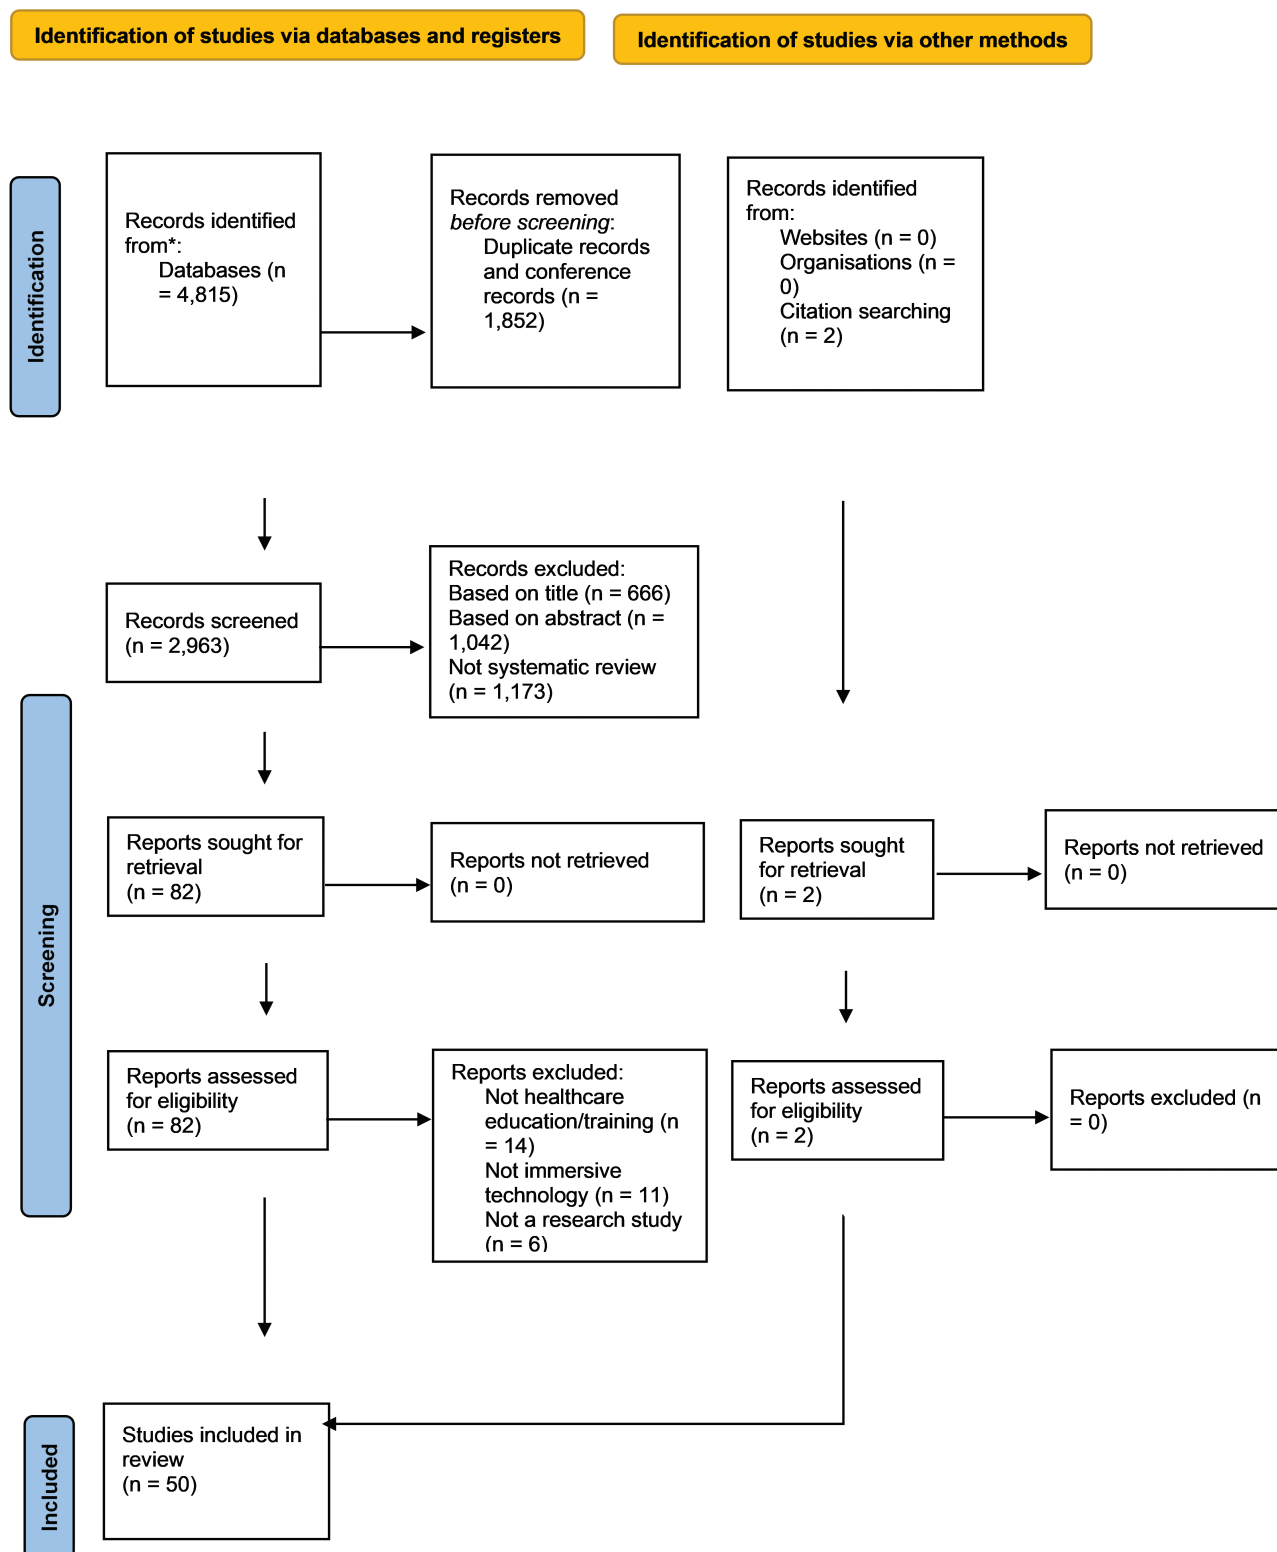 Identification of studies via databases and registers
Identification of studies via other methods
Identification
Records identified
from*:
Databases (n
= 4,815)
Records removed
before screening:
Duplicate records
and conference
records (n =
1,852)
Records identified
from:
Websites (n = 0)
Organisations (n =
0)
Citation searching
(n = 2)
Screening
Records screened
(n = 2,963)
Records excluded:
Based on title (n = 666)
Based on abstract (n =
1,042)
Not systematic review
(n = 1,173)
Reports sought for
retrieval
(n = 82)
Reports not retrieved
(n = 0)
Reports sought
for retrieval
(n = 2)
Reports not retrieved
(n = 0)
Reports assessed
for eligibility
(n = 82)
Reports excluded:
Not healthcare
education/training (n
= 14)
Not immersive
technology (n = 11)
Not a research study
(n = 6)
Reports assessed
for eligibility
(n = 2)
Reports excluded (n
= 0)
Included
Studies included in
review
(n = 50)